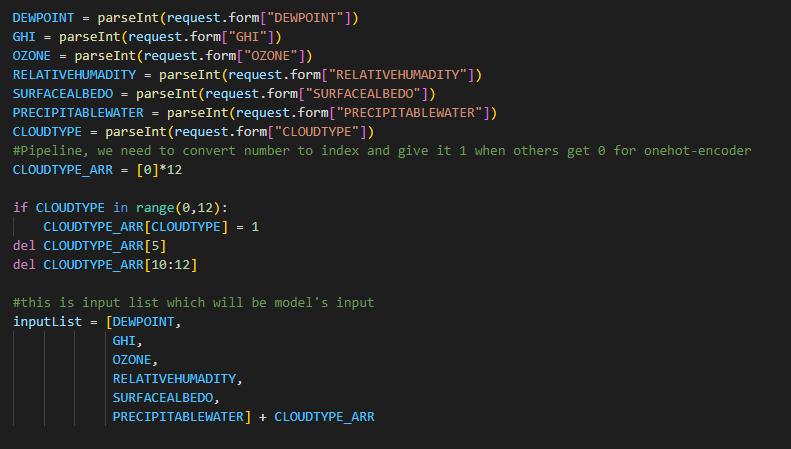 DEWPOINT = parseInt(request.form["DEWPOINT"])
GHI = parseInt(request.form["GHI"])
OZONE = parseInt(request.form["OZONE"])
RELATIVEHUMADITY = parseInt(request.form["RELATIVEHUMADITY"])
SURFACEALBEDO = parseInt(request.form["SURFACEALBEDO"])
PRECIPITABLEWATER = parseInt(request.form["PRECIPITABLEWATER"])
CLOUDTYPE = parseInt(request.form["CLOUDTYPE"])
#Pipeline, we need to convert number to index and give it 1 when others get 0 for onehot-encoder
CLOUDTYPE_ARR = [0]*12

if CLOUDTYPE in range(0,12):
    CLOUDTYPE_ARR[CLOUDTYPE] = 1
del CLOUDTYPE_ARR[5]
del CLOUDTYPE_ARR[10:12]

#this is input list which will be model's input
inputList = [DEWPOINT,
             GHI,
             OZONE,
             RELATIVEHUMADITY,
             SURFACEALBEDO,
             PRECIPITABLEWATER] + CLOUDTYPE_ARR